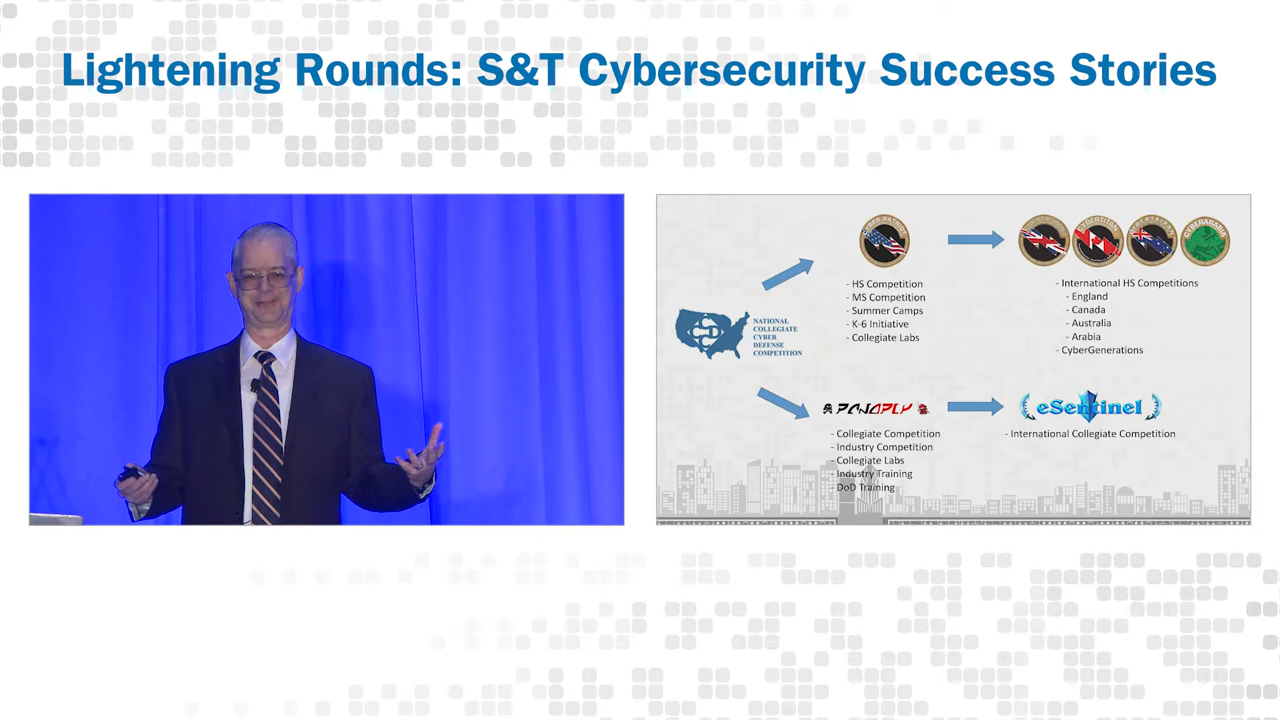 Lightening Rounds: S&T Cybersecurity Success Stories
NATIONAL
COLLEGIATE
CYBER
DEFENSE
COMPETITION
- HS Competition
- MS Competition
- Summer Camps
- K-6 Initiative
- Collegiate Labs
CYBERARABIA
- International HS Competitions
- England
- Canada
- Australia
- Arabia
- CyberGenerations
PANOPLY
- Collegiate Competition
- Industry Competition
- Collegiate Labs
- Industry Training
- DoD Training
eSentinel
- International Collegiate Competition